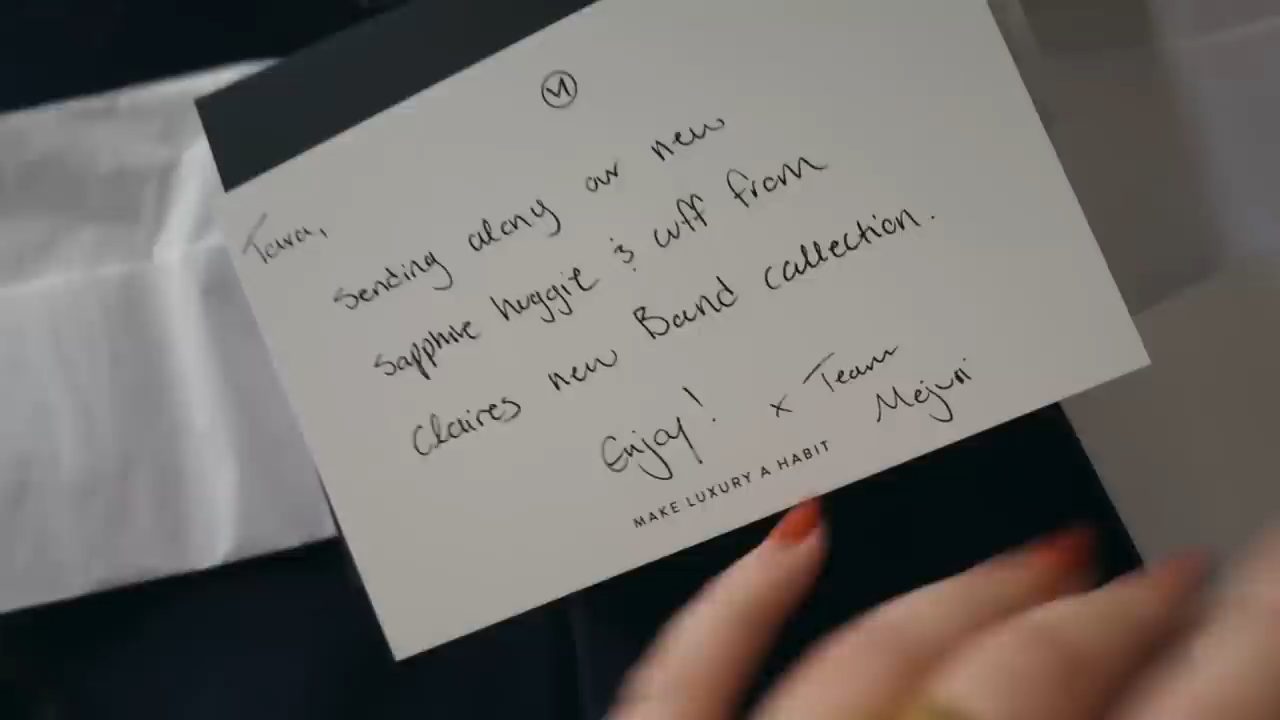 M
Tara,
sending along our new
sapphire huggie & cuff from
Claires new Band collection.
Enjoy! x Team
Mejuri
MAKE LUXURY A HABIT